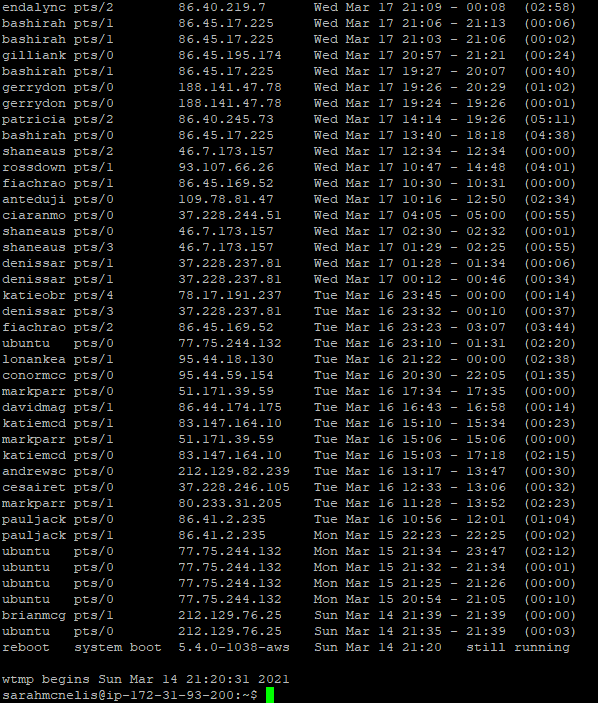 endalync pts/2        86.40.219.7      Wed Mar 17 21:09 - 00:08  (02:58)
bashirah pts/1        86.45.17.225     Wed Mar 17 21:06 - 21:13  (00:06)
bashirah pts/1        86.45.17.225     Wed Mar 17 21:03 - 21:06  (00:02)
gilliank pts/0        86.45.195.174    Wed Mar 17 20:57 - 21:21  (00:24)
bashirah pts/1        86.45.17.225     Wed Mar 17 19:27 - 20:07  (00:40)
gerrydon pts/0        188.141.47.78    Wed Mar 17 19:26 - 20:29  (01:02)
gerrydon pts/0        188.141.47.78    Wed Mar 17 19:24 - 19:26  (00:01)
patricia pts/2        86.40.245.73     Wed Mar 17 14:14 - 19:26  (05:11)
bashirah pts/0        86.45.17.225     Wed Mar 17 13:40 - 18:18  (04:38)
shaneaus pts/2        46.7.173.157     Wed Mar 17 12:34 - 12:34  (00:00)
rossdown pts/1        93.107.66.26     Wed Mar 17 10:47 - 14:48  (04:01)
fiachrao pts/1        86.45.169.52     Wed Mar 17 10:30 - 10:31  (00:00)
anteduji pts/0        109.78.81.47     Wed Mar 17 10:16 - 12:50  (02:34)
ciaranmo pts/0        37.228.244.51    Wed Mar 17 04:05 - 05:00  (00:55)
shaneaus pts/0        46.7.173.157     Wed Mar 17 02:30 - 02:32  (00:01)
shaneaus pts/3        46.7.173.157     Wed Mar 17 01:29 - 02:25  (00:55)
denissar pts/1        37.228.237.81    Wed Mar 17 01:28 - 01:34  (00:06)
denissar pts/1        37.228.237.81    Wed Mar 17 00:12 - 00:46  (00:34)
katieobr pts/4        78.17.191.237    Tue Mar 16 23:45 - 00:00  (00:14)
denissar pts/3        37.228.237.81    Tue Mar 16 23:32 - 00:10  (00:37)
fiachrao pts/2        86.45.169.52     Tue Mar 16 23:23 - 03:07  (03:44)
ubuntu   pts/0        77.75.244.132    Tue Mar 16 23:10 - 01:31  (02:20)
lonankea pts/1        95.44.18.130     Tue Mar 16 21:22 - 00:00  (02:38)
conormcc pts/0        95.44.59.154     Tue Mar 16 20:30 - 22:05  (01:35)
markparr pts/0        51.171.39.59     Tue Mar 16 17:34 - 17:35  (00:00)
davidmag pts/1        86.44.174.175    Tue Mar 16 16:43 - 16:58  (00:14)
katiemcd pts/1        83.147.164.10    Tue Mar 16 15:10 - 15:34  (00:23)
markparr pts/1        51.171.39.59     Tue Mar 16 15:06 - 15:06  (00:00)
katiemcd pts/0        83.147.164.10    Tue Mar 16 15:03 - 17:18  (02:15)
andrewsc pts/0        212.129.82.239   Tue Mar 16 13:17 - 13:47  (00:30)
cesairet pts/0        37.228.246.105   Tue Mar 16 12:33 - 13:06  (00:32)
markparr pts/1        80.233.31.205    Tue Mar 16 11:28 - 13:52  (02:23)
pauljack pts/0        86.41.2.235      Tue Mar 16 10:56 - 12:01  (01:04)
pauljack pts/1        86.41.2.235      Mon Mar 15 22:23 - 22:25  (00:02)
ubuntu   pts/0        77.75.244.132    Mon Mar 15 21:34 - 23:47  (02:12)
ubuntu   pts/0        77.75.244.132    Mon Mar 15 21:32 - 21:34  (00:01)
ubuntu   pts/0        77.75.244.132    Mon Mar 15 21:25 - 21:26  (00:00)
ubuntu   pts/0        77.75.244.132    Mon Mar 15 20:54 - 21:05  (00:10)
brianmcg pts/1        212.129.76.25    Sun Mar 14 21:39 - 21:39  (00:00)
ubuntu   pts/0        212.129.76.25    Sun Mar 14 21:35 - 21:39  (00:03)
reboot   system boot  5.4.0-1038-aws   Sun Mar 14 21:20   still running
wtmp begins Sun Mar 14 21:20:31 2021
sarahmcnelis@ip-172-31-93-200:~$